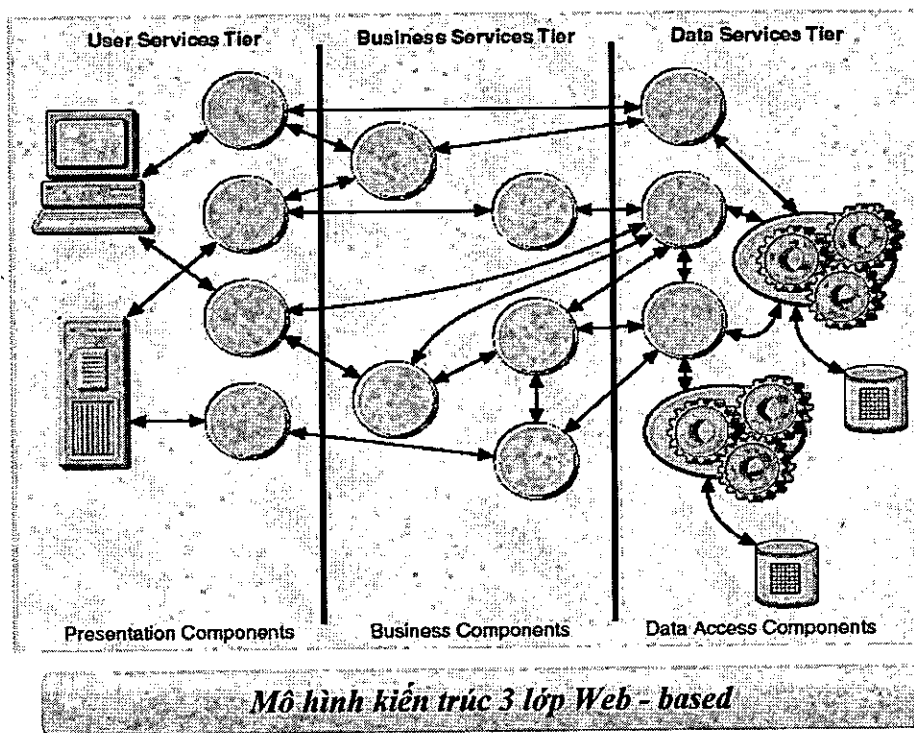 User Services Tier
Business Services Tier
Data Services Tier
Presentation Components
Business Components
Data Access Components
Mô hình kiến trúc 3 lớp Web - based